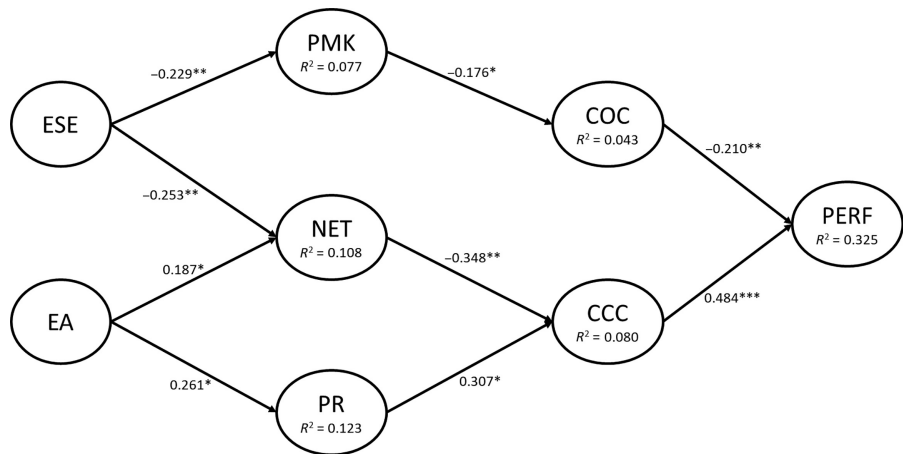 PMK
R² = 0.077
−0.229**
−0.176*
ESE
COC
R² = 0.043
−0.253**
−0.210**
NET
R² = 0.108
PERF
R² = 0.325
0.187*
−0.348**
EA
CCC
R² = 0.080
0.484***
0.261*
0.307*
PR
R² = 0.123